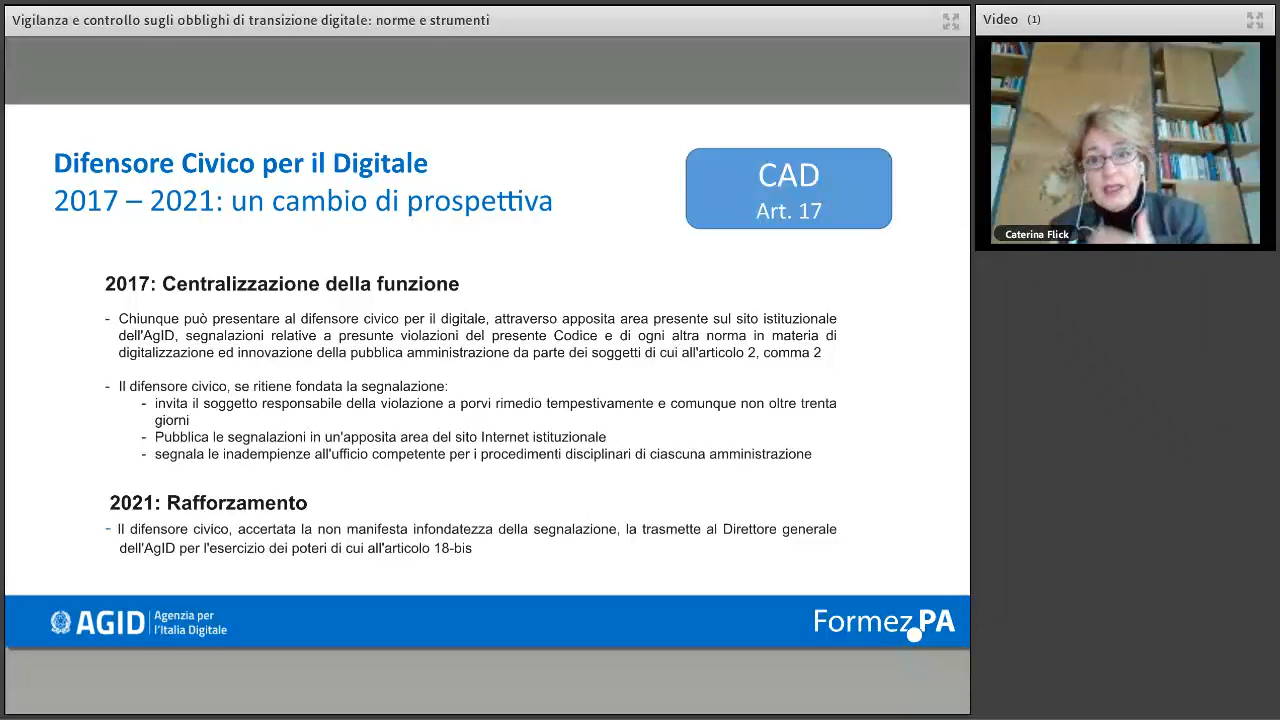 Vigilanza e controllo sugli obblighi di transizione digitale: norme e strumenti
Video (1)
Difensore Civico per il Digitale
2017 – 2021: un cambio di prospettiva
CAD
Art. 17
Caterina Flick
2017: Centralizzazione della funzione
- Chiunque può presentare al difensore civico per il digitale, attraverso apposita area presente sul sito istituzionale
dell'AgID, segnalazioni relative a presunte violazioni del presente Codice e di ogni altra norma in materia di
digitalizzazione ed innovazione della pubblica amministrazione da parte dei soggetti di cui all'articolo 2, comma 2
- Il difensore civico, se ritiene fondata la segnalazione:
- invita il soggetto responsabile della violazione a porvi rimedio tempestivamente e comunque non oltre trenta
giorni
- Pubblica le segnalazioni in un'apposita area del sito Internet istituzionale
- segnala le inadempienze all'ufficio competente per i procedimenti disciplinari di ciascuna amministrazione
2021: Rafforzamento
- Il difensore civico, accertata la non manifesta infondatezza della segnalazione, la trasmette al Direttore generale
dell'AgID per l'esercizio dei poteri di cui all'articolo 18-bis
AGID
Agenzia per
l'Italia Digitale
Formez PA